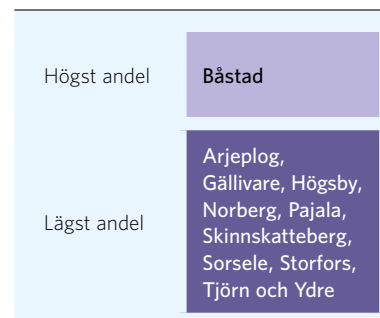 Högst andel
Båstad
Lägst andel
Arjeplog,
Gällivare, Högsby,
Norberg, Pajala,
Skinnskatteberg,
Sorsele, Storfors,
Tjörn och Ydre